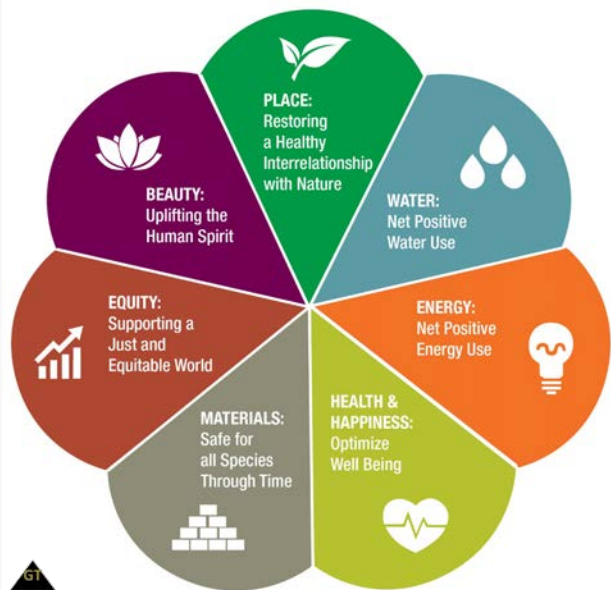 PLACE:
Restoring
a Healthy
Interrelationship
with Nature
WATER:
Net Positive
Water Use
ENERGY:
Net Positive
Energy Use
HEALTH &
HAPPINESS:
Optimize
Well Being
MATERIALS:
Safe for
all Species
Through Time
EQUITY:
Supporting a
Just and
Equitable World
BEAUTY:
Uplifting the
Human Spirit
GT